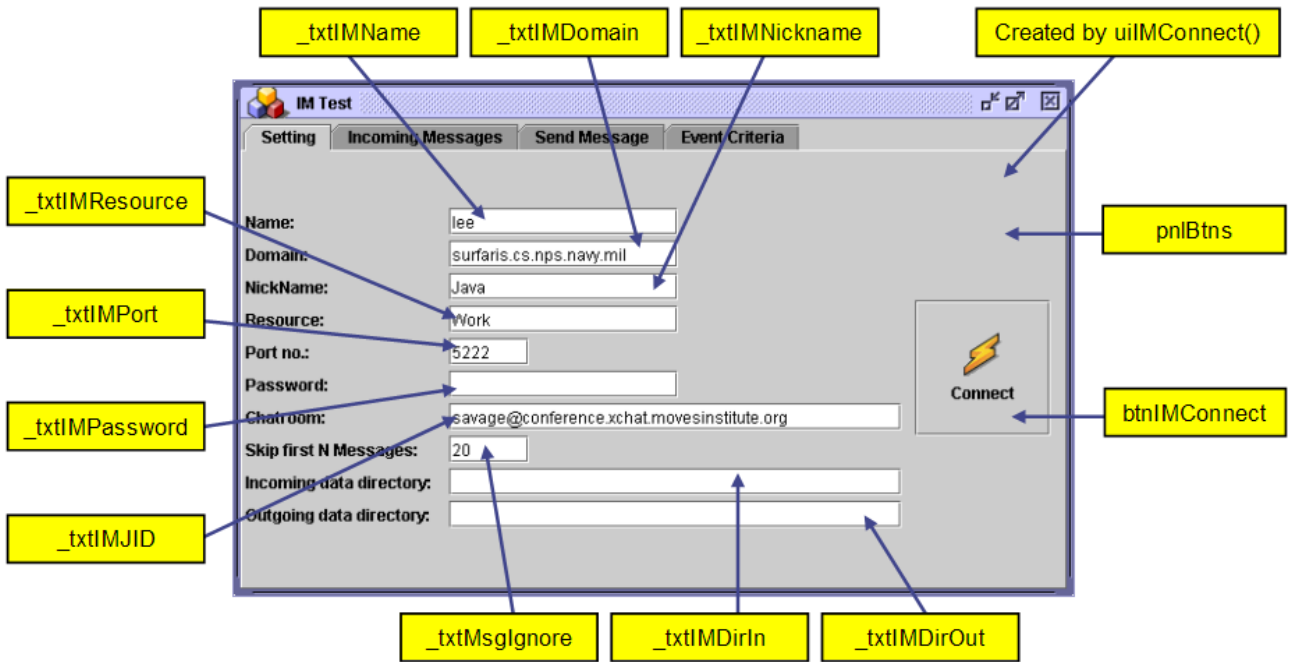 _txtIMName
_txtIMDomain
_txtIMNickname
Created by uiIMConnect()
IM Test
Setting
Incoming Messages
Send Message
Event Criteria
_txtIMResource
Name:
lee
pnlBtns
Domain:
surfaris.cs.nps.navy.mil
NickName:
Java
_txtIMPort
Resource:
Work
Port no.:
5222
Password:
Connect
_txtIMPassword
Chatroom:
savage@conference.xchat.movesinstitute.org
btnIMConnect
Skip first N Messages:
20
Incoming data directory:
Outgoing data directory:
_txtIMJID
_txtMsgIgnore
_txtIMDirIn
_txtIMDirOut